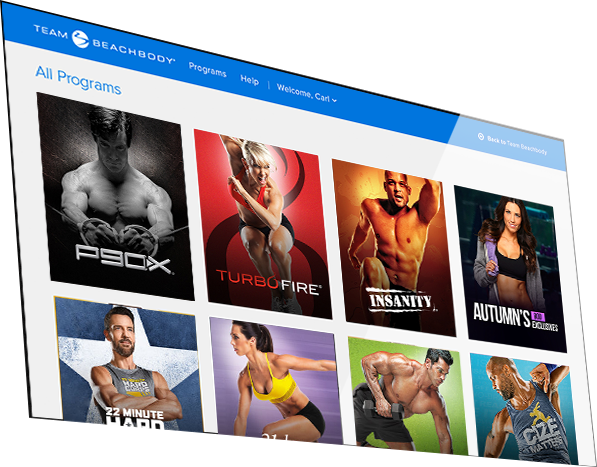 TEAM BEACHBODY®
Programs
Help
Welcome, Carl
Back to Team Beachbody
All Programs
P90X®
TURBOFIRE®
INSANITY
AUTUMN'S
EXCLUSIVES
22 MINUTE
HARD
CIZE